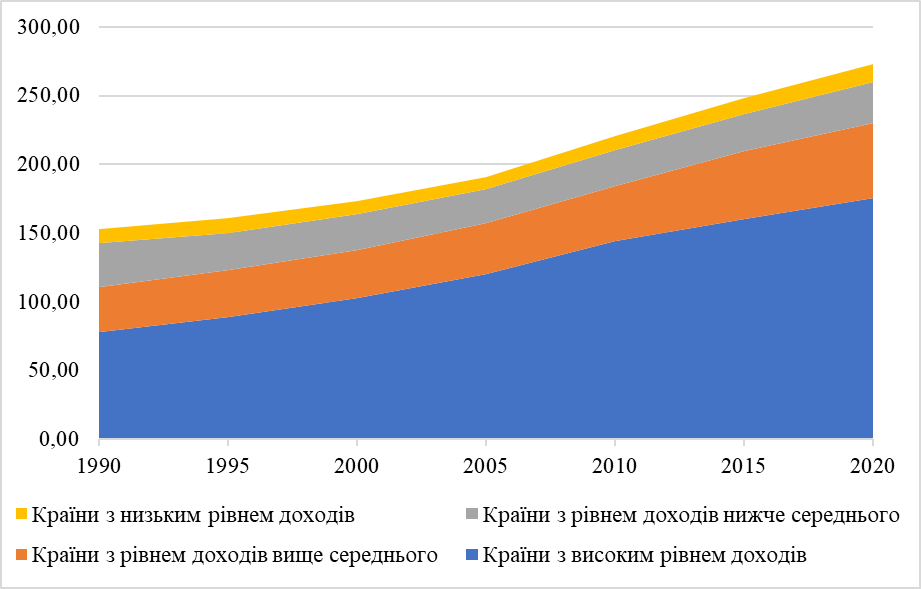 300,00
250,00
200,00
150,00
100,00
50,00
0,00
1990 1995 2000 2005 2010 2015 2020
Країни з низьким рівнем доходів Країни з рівнем доходів нижче середнього
Країни з рівнем доходів вище середнього Країни з високим рівнем доходів